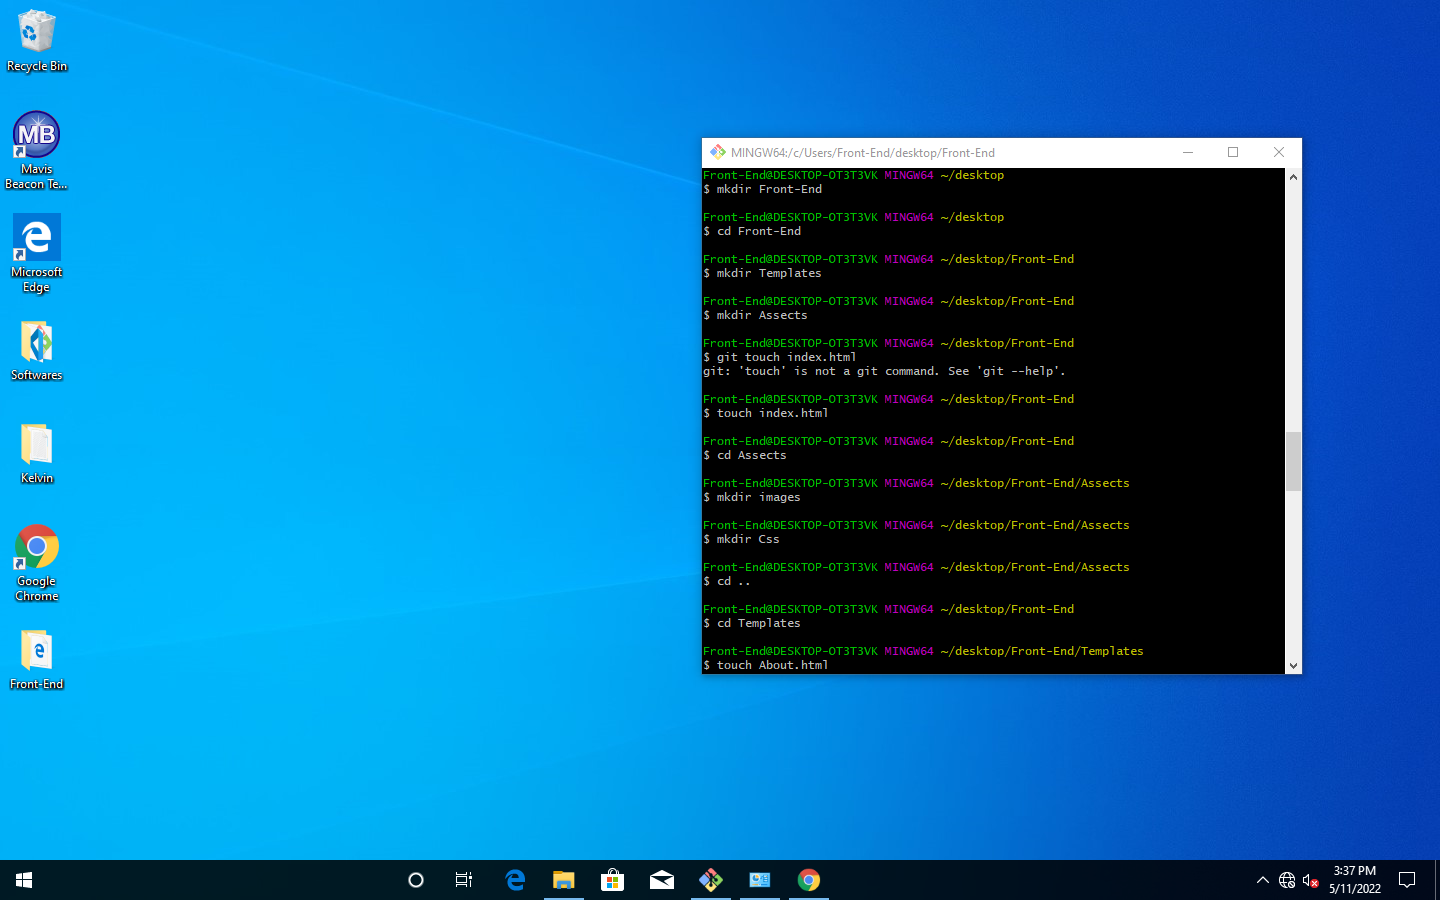 Recycle Bin
MB
Mavis
Beacon Te...
Microsoft
Edge
Softwares
Kelvin
Google
Chrome
Front-End
MINGW64:/c/Users/Front-End/desktop/Front-End
Front-End@DESKTOP-OT3T3VK MINGW64 ~/desktop
$ mkdir Front-End
Front-End@DESKTOP-OT3T3VK MINGW64 ~/desktop
$ cd Front-End
Front-End@DESKTOP-OT3T3VK MINGW64 ~/desktop/Front-End
$ mkdir Templates
Front-End@DESKTOP-OT3T3VK MINGW64 ~/desktop/Front-End
$ mkdir Assects
Front-End@DESKTOP-OT3T3VK MINGW64 ~/desktop/Front-End
$ git touch index.html
git: 'touch' is not a git command. See 'git --help'.
Front-End@DESKTOP-OT3T3VK MINGW64 ~/desktop/Front-End
$ touch index.html
Front-End@DESKTOP-OT3T3VK MINGW64 ~/desktop/Front-End
$ cd Assects
Front-End@DESKTOP-OT3T3VK MINGW64 ~/desktop/Front-End/Assects
$ mkdir images
Front-End@DESKTOP-OT3T3VK MINGW64 ~/desktop/Front-End/Assects
$ mkdir Css
Front-End@DESKTOP-OT3T3VK MINGW64 ~/desktop/Front-End/Assects
$ cd ..
Front-End@DESKTOP-OT3T3VK MINGW64 ~/desktop/Front-End
$ cd Templates
Front-End@DESKTOP-OT3T3VK MINGW64 ~/desktop/Front-End/Templates
$ touch About.html
3:37 PM
5/11/2022